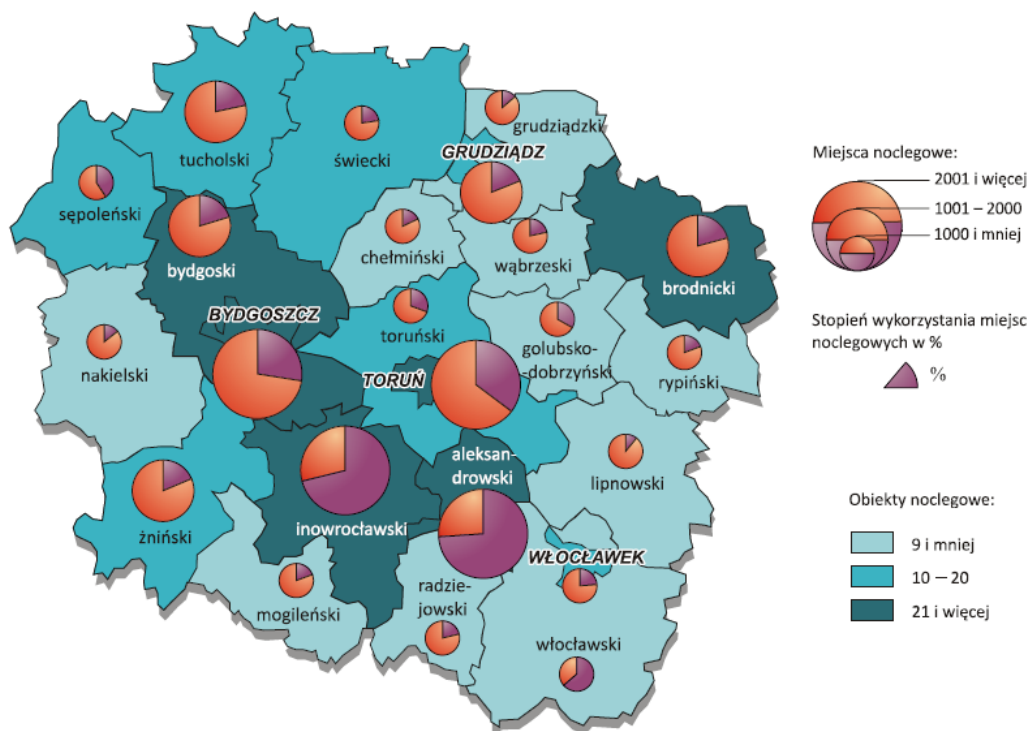 grudziądzki
tucholski
świecki
GRUDZIĄDZ
sępoleński
chełmiński
wąbrzeski
bydgoski
brodnicki
BYDGOSZCZ
toruński
golubsko-
-dobrzyński
nakielski
rypiński
TORUŃ
aleksan-
drowski
lipnowski
inowrocławski
żniński
WŁOCŁAWEK
radzie-
jowski
mogileński
włocławski
Miejsca noclegowe:
2001 i więcej
1001 – 2000
1000 i mniej
Stopień wykorzystania miejsc
noclegowych w %
%
Obiekty noclegowe:
9 i mniej
10 – 20
21 i więcej